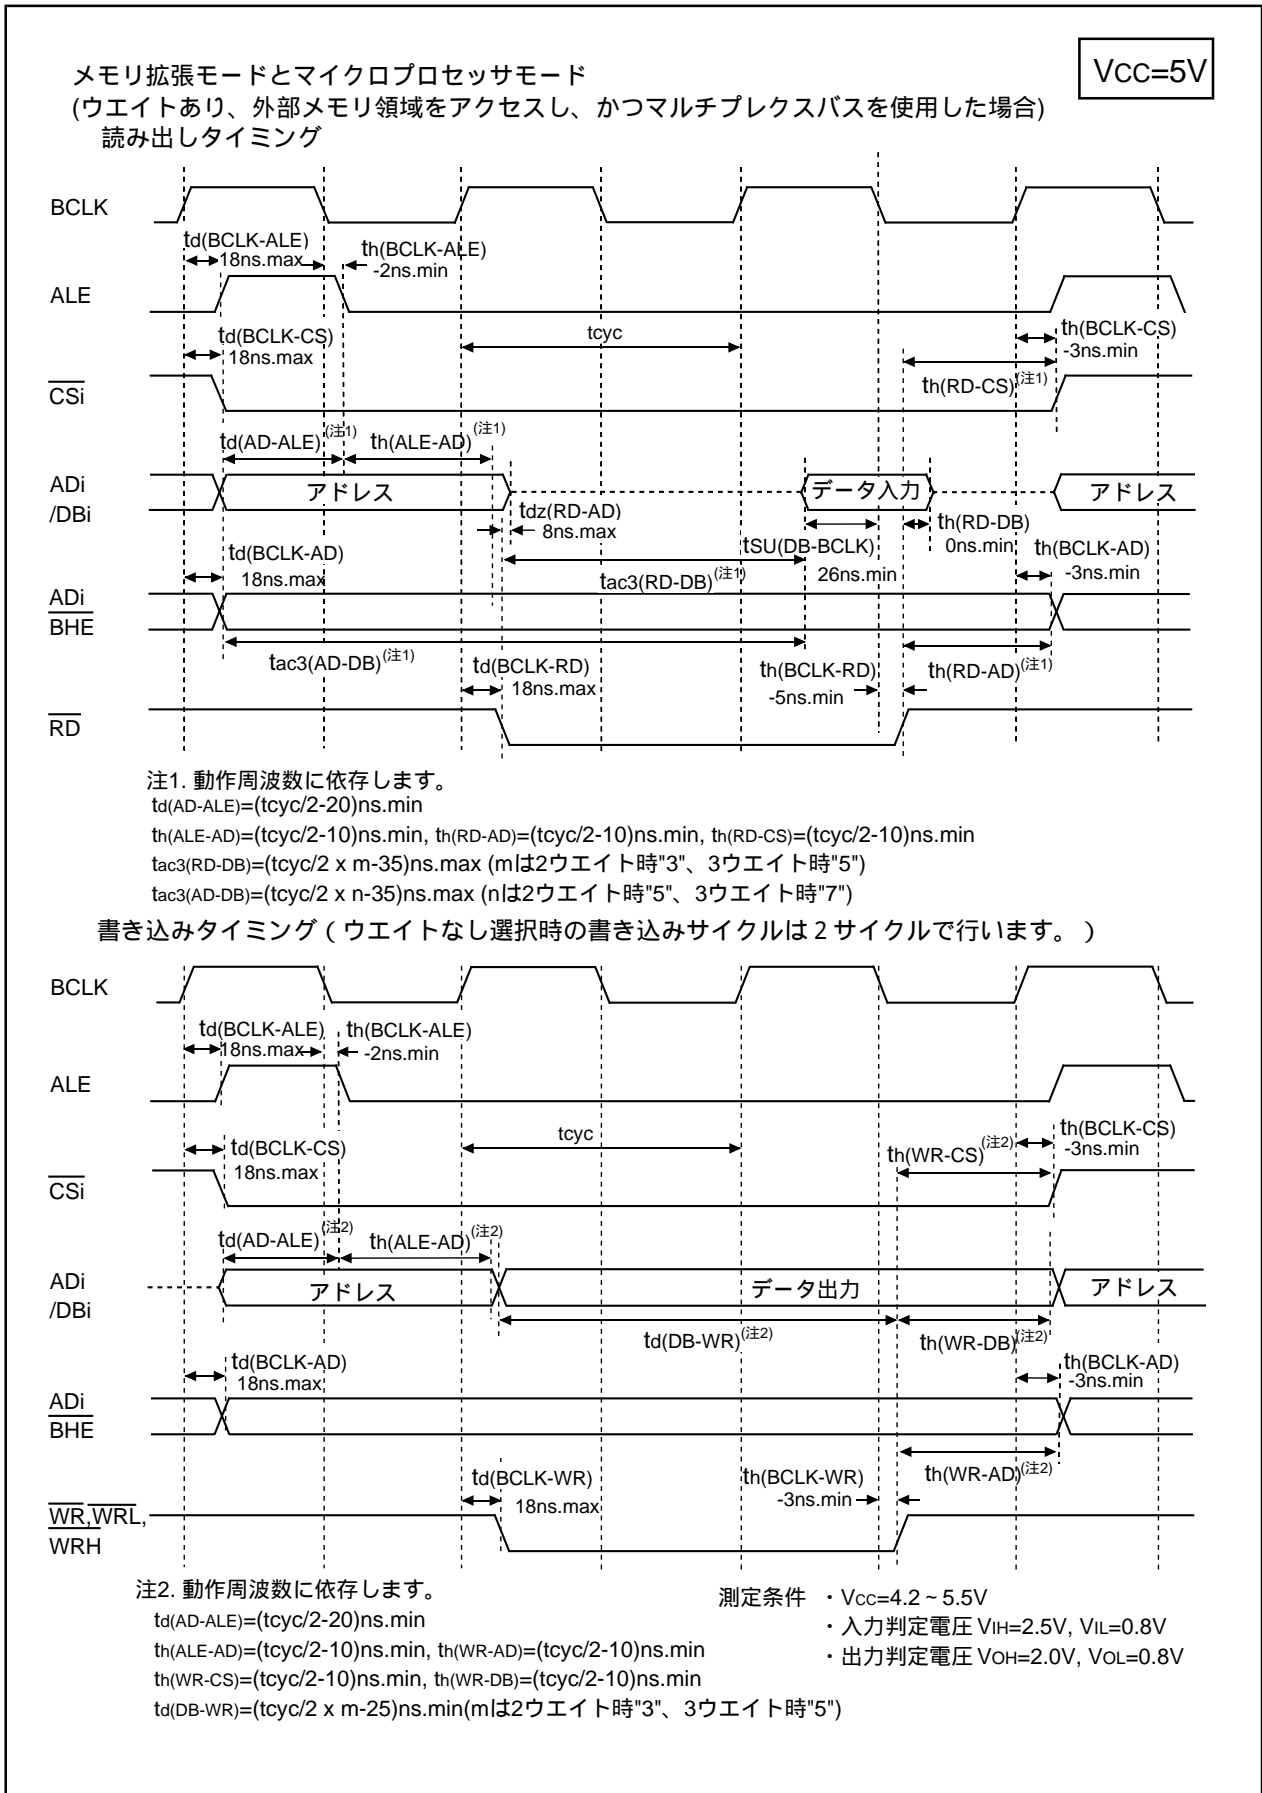 VCC=5V
メモリ拡張モードとマイクロプロセッサモード
(ウエイトあり、外部メモリ領域をアクセスし、かつマルチプレクスバスを使用した場合)
読み出しタイミング
BCLK
td(BCLK-ALE)
18ns.max
th(BCLK-ALE)
-2ns.min
ALE
td(BCLK-CS)
18ns.max
tcyc
th(BCLK-CS)
-3ns.min
th(RD-CS)(注1)
CSi
td(AD-ALE)(注1)
th(ALE-AD)(注1)
ADi
/DBi
アドレス
データ入力
アドレス
tdz(RD-AD)
8ns.max
th(RD-DB)
0ns.min
td(BCLK-AD)
18ns.max
tSU(DB-BCLK)
26ns.min
th(BCLK-AD)
-3ns.min
tac3(RD-DB)(注1)
ADi
BHE
tac3(AD-DB)(注1)
td(BCLK-RD)
18ns.max
th(BCLK-RD)
-5ns.min
th(RD-AD)(注1)
RD
注1. 動作周波数に依存します。
td(AD-ALE)=(tcyc/2-20)ns.min
th(ALE-AD)=(tcyc/2-10)ns.min, th(RD-AD)=(tcyc/2-10)ns.min, th(RD-CS)=(tcyc/2-10)ns.min
tac3(RD-DB)=(tcyc/2 x m-35)ns.max (mは2ウエイト時"3"、3ウエイト時"5")
tac3(AD-DB)=(tcyc/2 x n-35)ns.max (nは2ウエイト時"5"、3ウエイト時"7")
書き込みタイミング（ウエイトなし選択時の書き込みサイクルは２サイクルで行います。）
BCLK
td(BCLK-ALE)
18ns.max
th(BCLK-ALE)
-2ns.min
ALE
td(BCLK-CS)
18ns.max
tcyc
th(BCLK-CS)
-3ns.min
th(WR-CS)(注2)
CSi
td(AD-ALE)(注2)
th(ALE-AD)(注2)
ADi
/DBi
アドレス
データ出力
アドレス
td(DB-WR)(注2)
th(WR-DB)(注2)
td(BCLK-AD)
18ns.max
th(BCLK-AD)
-3ns.min
ADi
BHE
td(BCLK-WR)
18ns.max
th(BCLK-WR)
-3ns.min
th(WR-AD)(注2)
WR,WRL,
WRH
注2. 動作周波数に依存します。
td(AD-ALE)=(tcyc/2-20)ns.min
th(ALE-AD)=(tcyc/2-10)ns.min, th(WR-AD)=(tcyc/2-10)ns.min
th(WR-CS)=(tcyc/2-10)ns.min, th(WR-DB)=(tcyc/2-10)ns.min
td(DB-WR)=(tcyc/2 x m-25)ns.min(mは2ウエイト時"3"、3ウエイト時"5")
測定条件 ・VCC=4.2～5.5V
・入力判定電圧 VIH=2.5V, VIL=0.8V
・出力判定電圧 VOH=2.0V, VOL=0.8V